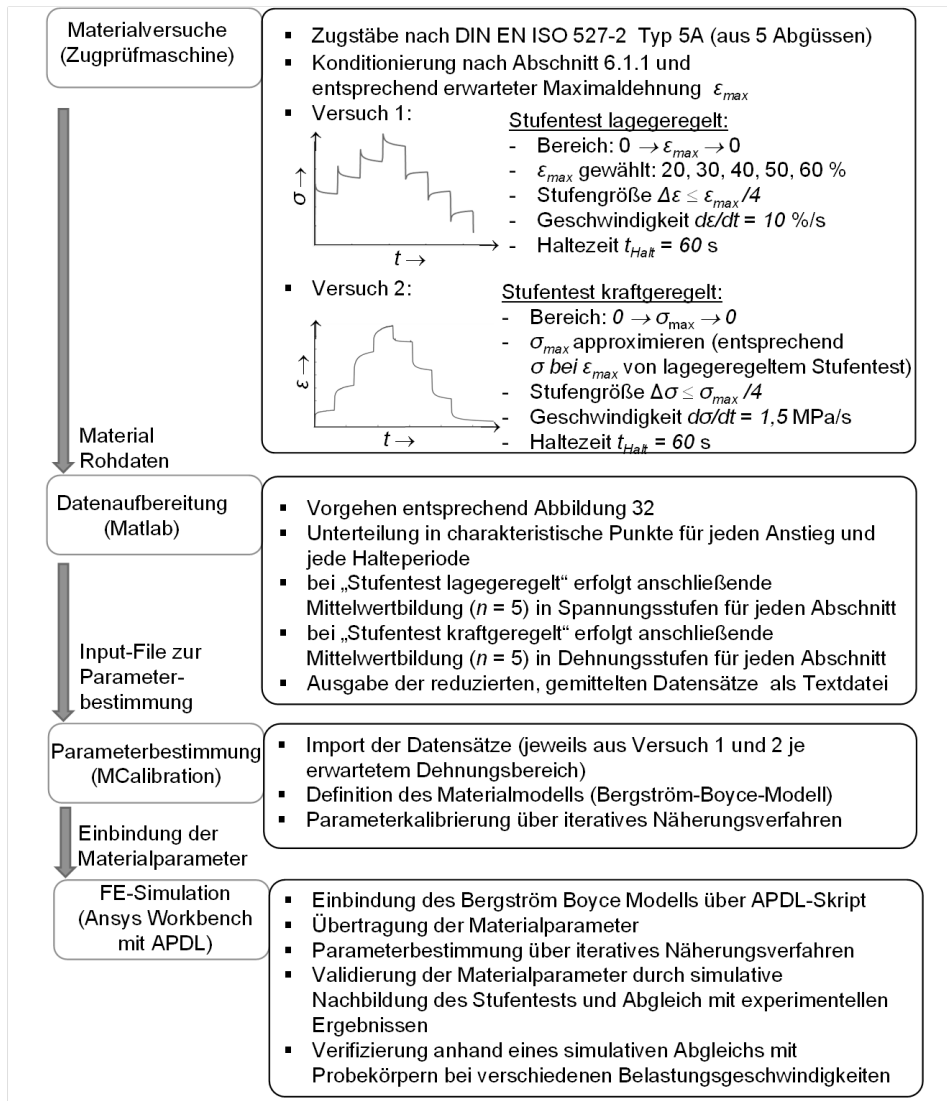 Materialversuche
(Zugprüfmaschine)
▪ Zugstäbe nach DIN EN ISO 527-2 Typ 5A (aus 5 Abgüssen)
▪ Konditionierung nach Abschnitt 6.1.1 und
entsprechend erwarteter Maximaldehnung εmax
▪ Versuch 1:
σ →
t →
Stufentest lagegeregelt:
- Bereich: 0 → εmax → 0
- εmax gewählt: 20, 30, 40, 50, 60 %
- Stufengröße Δε ≤ εmax /4
- Geschwindigkeit dε/dt = 10 %/s
- Haltezeit tHalt = 60 s
▪ Versuch 2:
ε →
t →
Stufentest kraftgeregelt:
- Bereich: 0 → σmax → 0
- σmax approximieren (entsprechend
σ bei εmax von lagegeregeltem Stufentest)
- Stufengröße Δσ ≤ σmax /4
- Geschwindigkeit dσ/dt = 1,5 MPa/s
- Haltezeit tHalt = 60 s
Material
Rohdaten
Datenaufbereitung
(Matlab)
▪ Vorgehen entsprechend Abbildung 32
▪ Unterteilung in charakteristische Punkte für jeden Anstieg und
jede Halteperiode
▪ bei „Stufentest lagegeregelt“ erfolgt anschließende
Mittelwertbildung (n = 5) in Spannungsstufen für jeden Abschnitt
▪ bei „Stufentest kraftgeregelt“ erfolgt anschließende
Mittelwertbildung (n = 5) in Dehnungsstufen für jeden Abschnitt
▪ Ausgabe der reduzierten, gemittelten Datensätze als Textdatei
Input-File zur
Parameter-
bestimmung
Parameterbestimmung
(MCalibration)
▪ Import der Datensätze (jeweils aus Versuch 1 und 2 je
erwartetem Dehnungsbereich)
▪ Definition des Materialmodells (Bergström-Boyce-Modell)
▪ Parameterkalibrierung über iteratives Näherungsverfahren
Einbindung der
Materialparameter
FE-Simulation
(Ansys Workbench
mit APDL)
▪ Einbindung des Bergström Boyce Modells über APDL-Skript
▪ Übertragung der Materialparameter
▪ Parameterbestimmung über iteratives Näherungsverfahren
▪ Validierung der Materialparameter durch simulative
Nachbildung des Stufentests und Abgleich mit experimentellen
Ergebnissen
▪ Verifizierung anhand eines simulativen Abgleichs mit
Probekörpern bei verschiedenen Belastungsgeschwindigkeiten